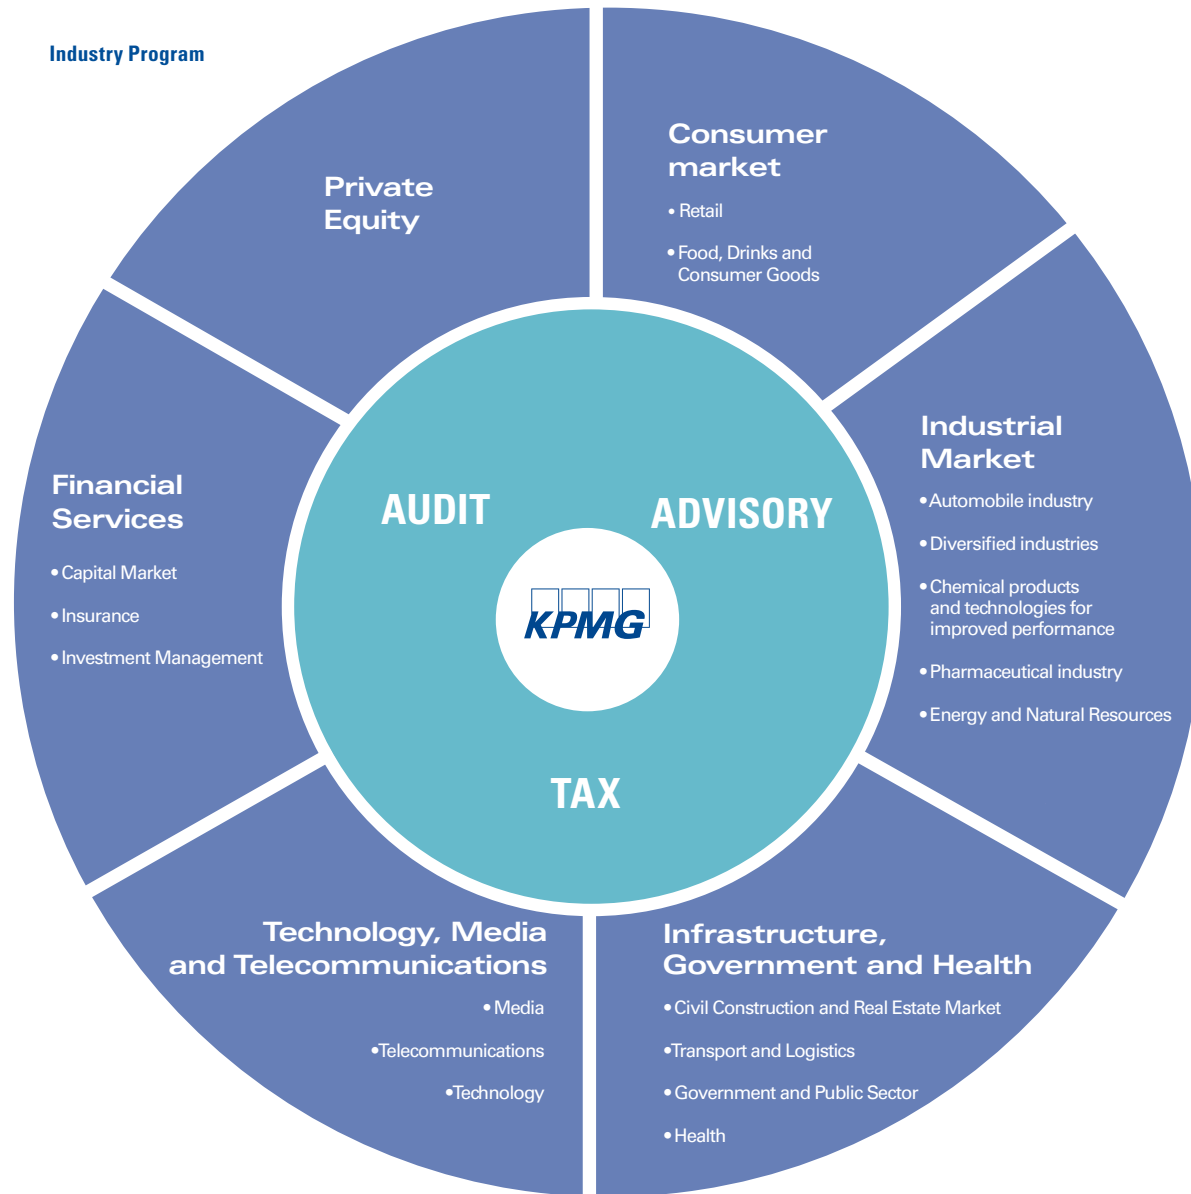 Industry Program
Private
Equity
Consumer
market
• Retail
• Food, Drinks and
Consumer Goods
Industrial
Market
• Automobile industry
• Diversified industries
• Chemical products
and technologies for
improved performance
• Pharmaceutical industry
• Energy and Natural Resources
Financial
Services
• Capital Market
• Insurance
• Investment Management
AUDIT
ADVISORY
KPMG
TAX
Technology, Media
and Telecommunications
• Media
•Telecommunications
•Technology
Infrastructure,
Government and Health
• Civil Construction and Real Estate Market
•Transport and Logistics
• Government and Public Sector
• Health